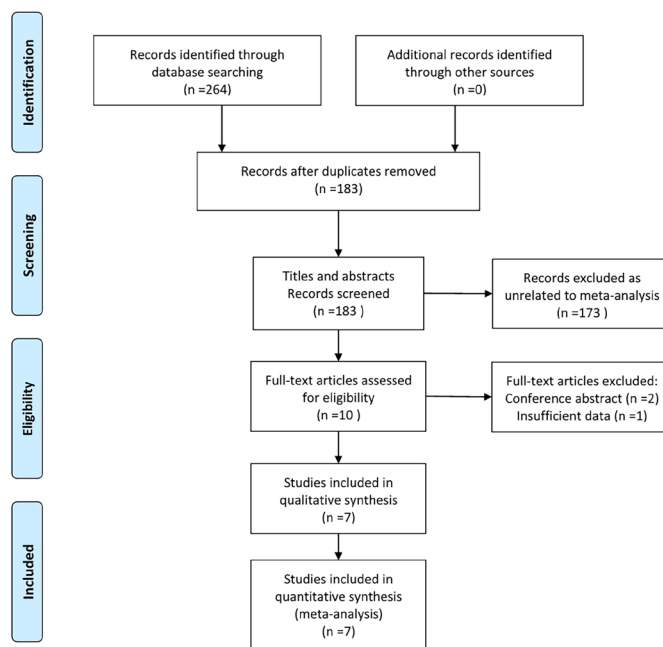 Identification
Records identified through
database searching
(n =264)
Additional records identified
through other sources
(n =0)
Records after duplicates removed
(n =183)
Screening
Titles and abstracts
Records screened
(n =183 )
Records excluded as
unrelated to meta-analysis
(n =173 )
Eligibility
Full-text articles assessed
for eligibility
(n =10 )
Full-text articles excluded:
Conference abstract (n =2)
Insufficient data (n =1)
Studies included in
qualitative synthesis
(n =7)
Included
Studies included in
quantitative synthesis
(meta-analysis)
(n =7)